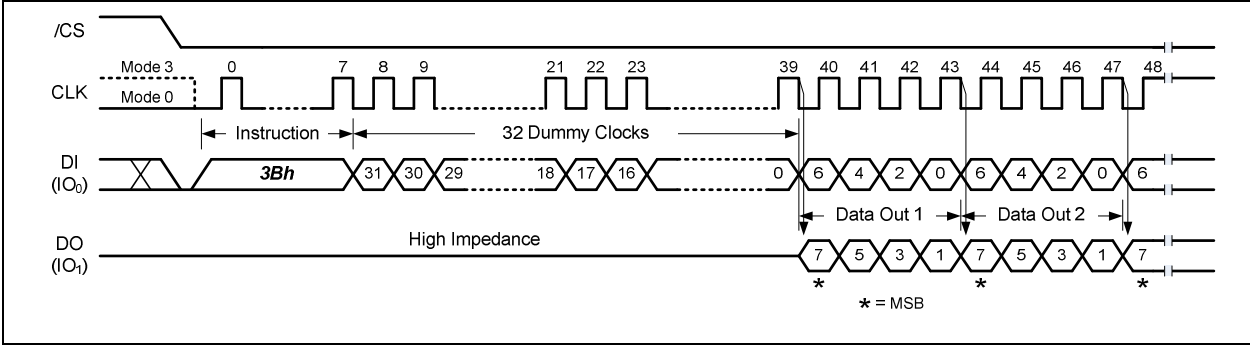 /CS
Mode 3
0 7 8 9 21 22 23 39 40 41 42 43 44 45 46 47 48
CLK
Mode 0
Instruction
32 Dummy Clocks
DI
(IO0)
3Bh
31 30 29 18 17 16 0 6 4 2 0 6 4 2 0 6
Data Out 1
Data Out 2
DO
(IO1)
High Impedance
7 5 3 1 7 5 3 1 7
* * *
* = MSB